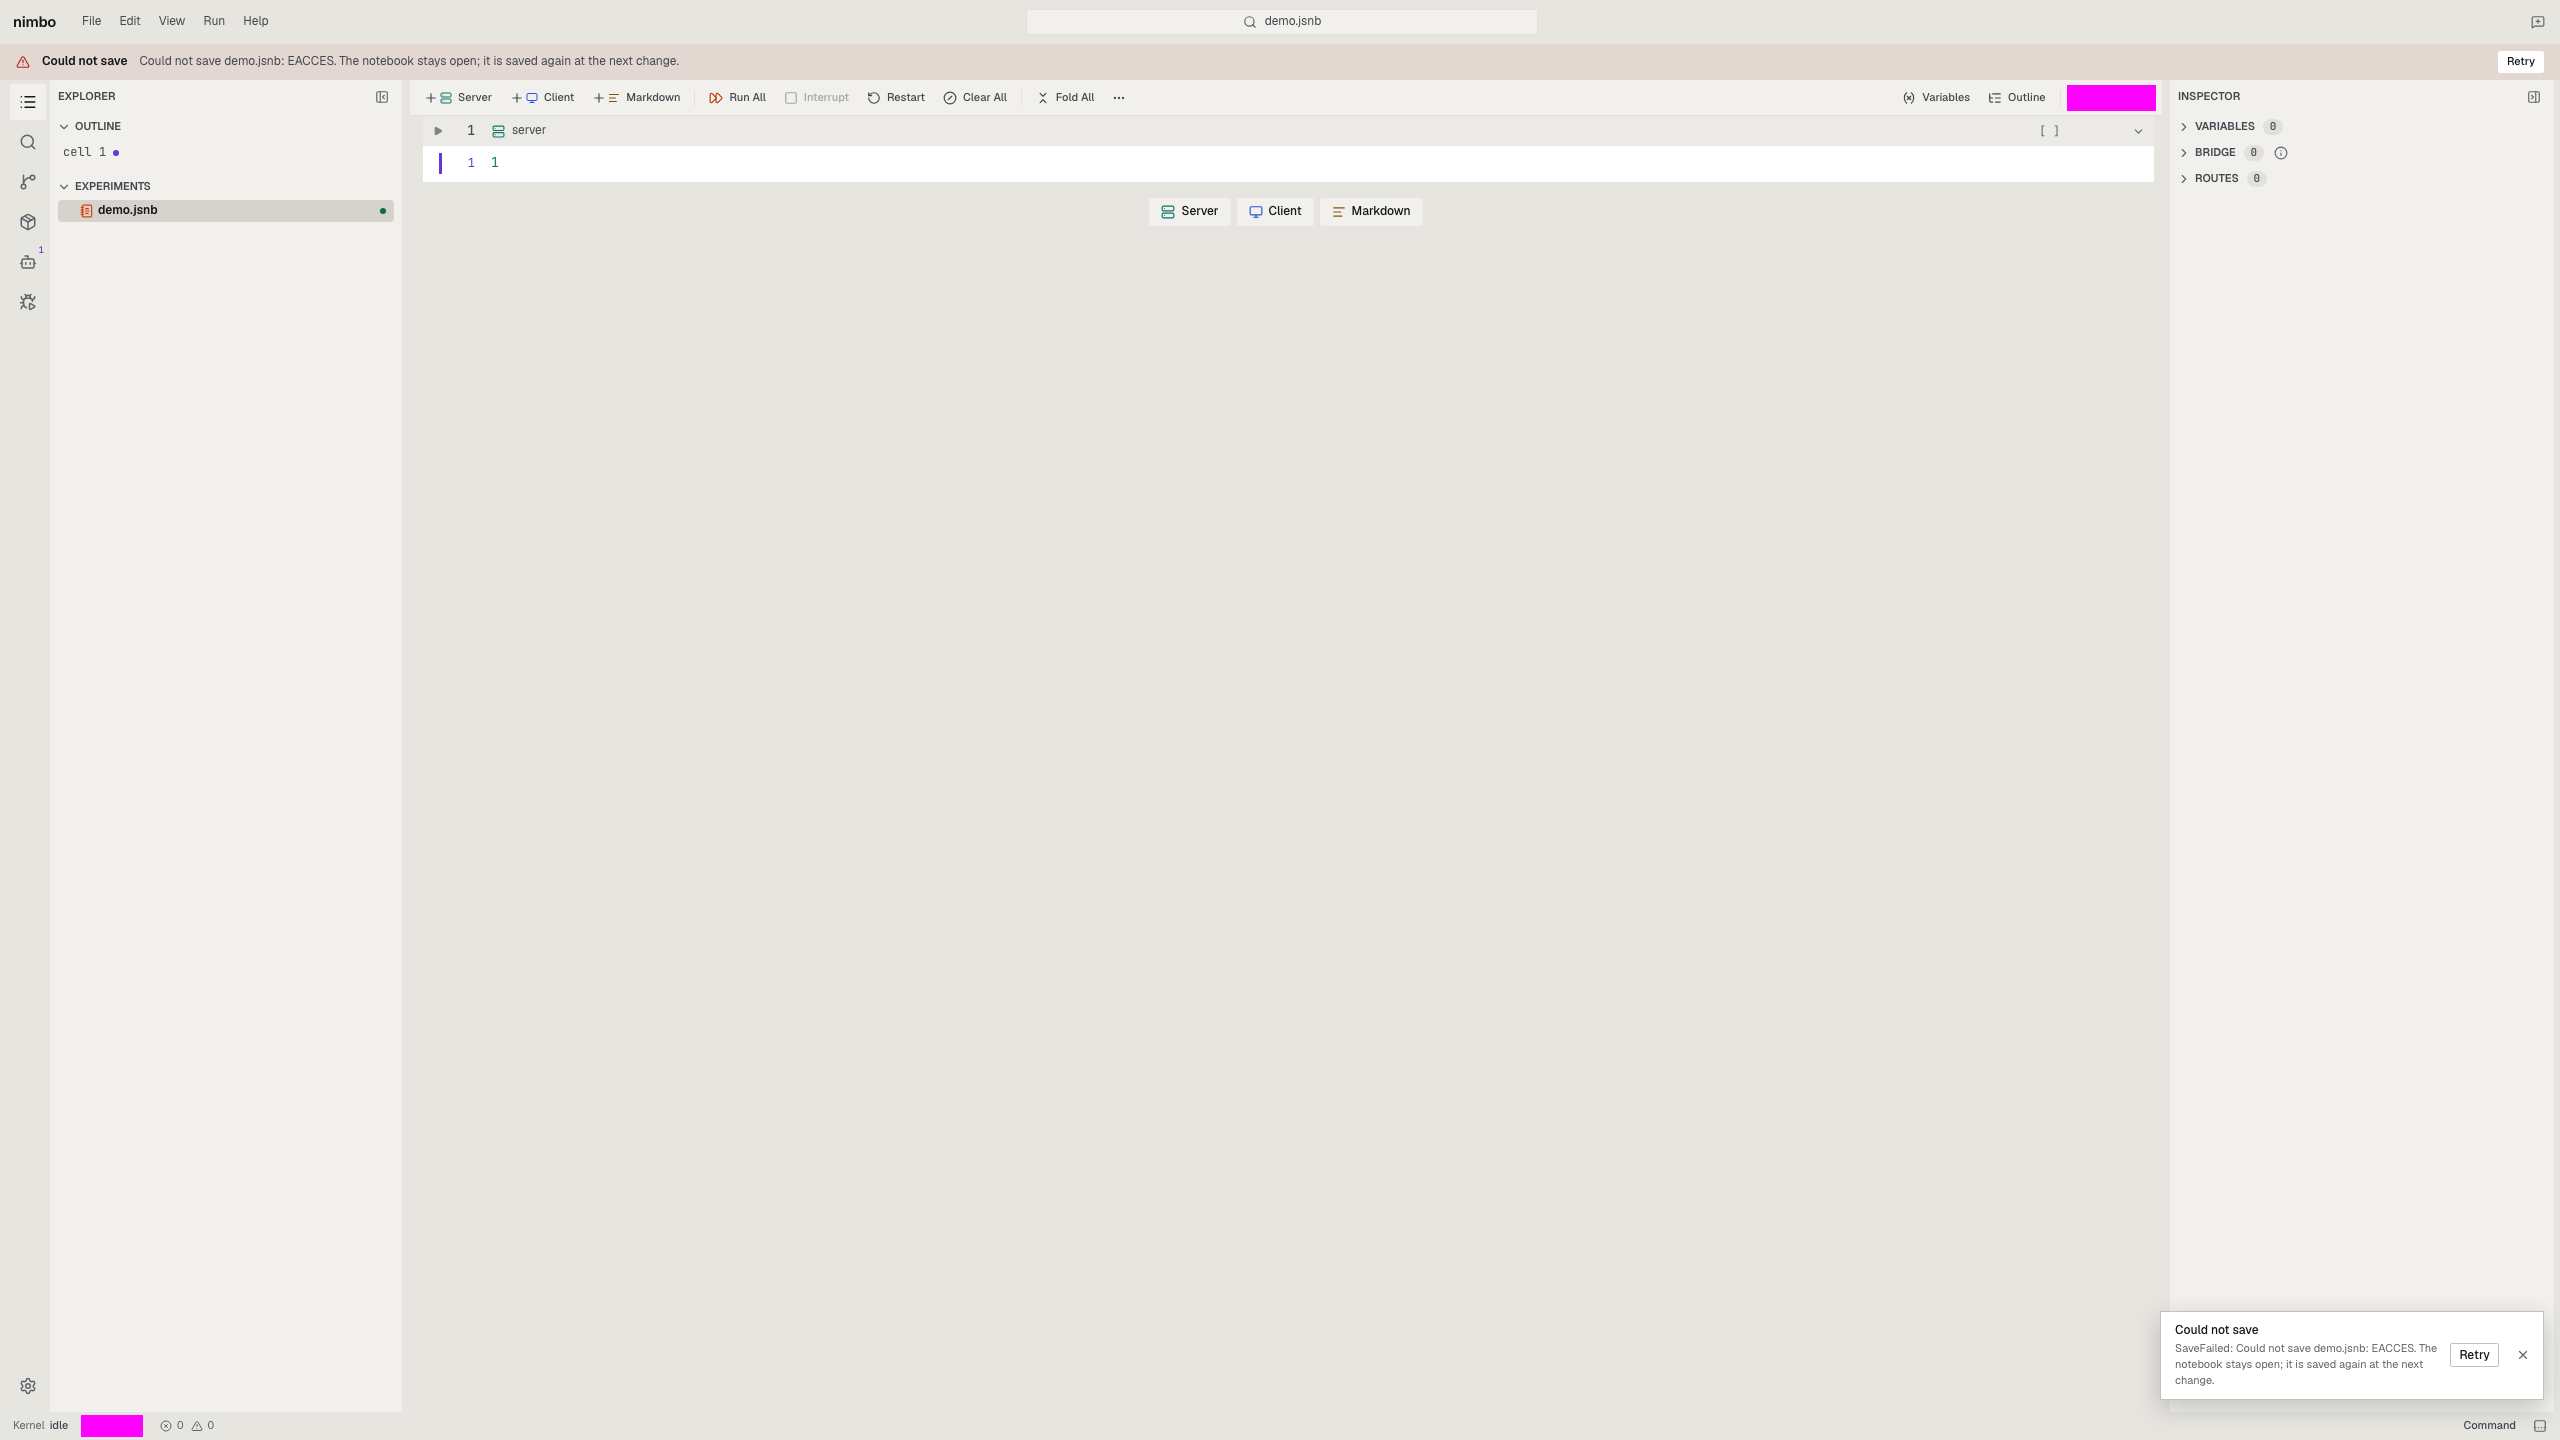 nimbo File Edit View Run Help demo.jsnb
Could not save Could not save demo.jsnb: EACCES. The notebook stays open; it is saved again at the next change. Retry
EXPLORER
OUTLINE
cell 1
EXPERIMENTS
demo.jsnb
1
Server Client Markdown Run All Interrupt Restart Clear All Fold All ··· Variables Outline
1 server [ ]
1 1
Server Client Markdown
INSPECTOR
VARIABLES 0
BRIDGE 0
ROUTES 0
Could not save
SaveFailed: Could not save demo.jsnb: EACCES. The
notebook stays open; it is saved again at the next
change.
Retry
Kernel idle 0 0 Command